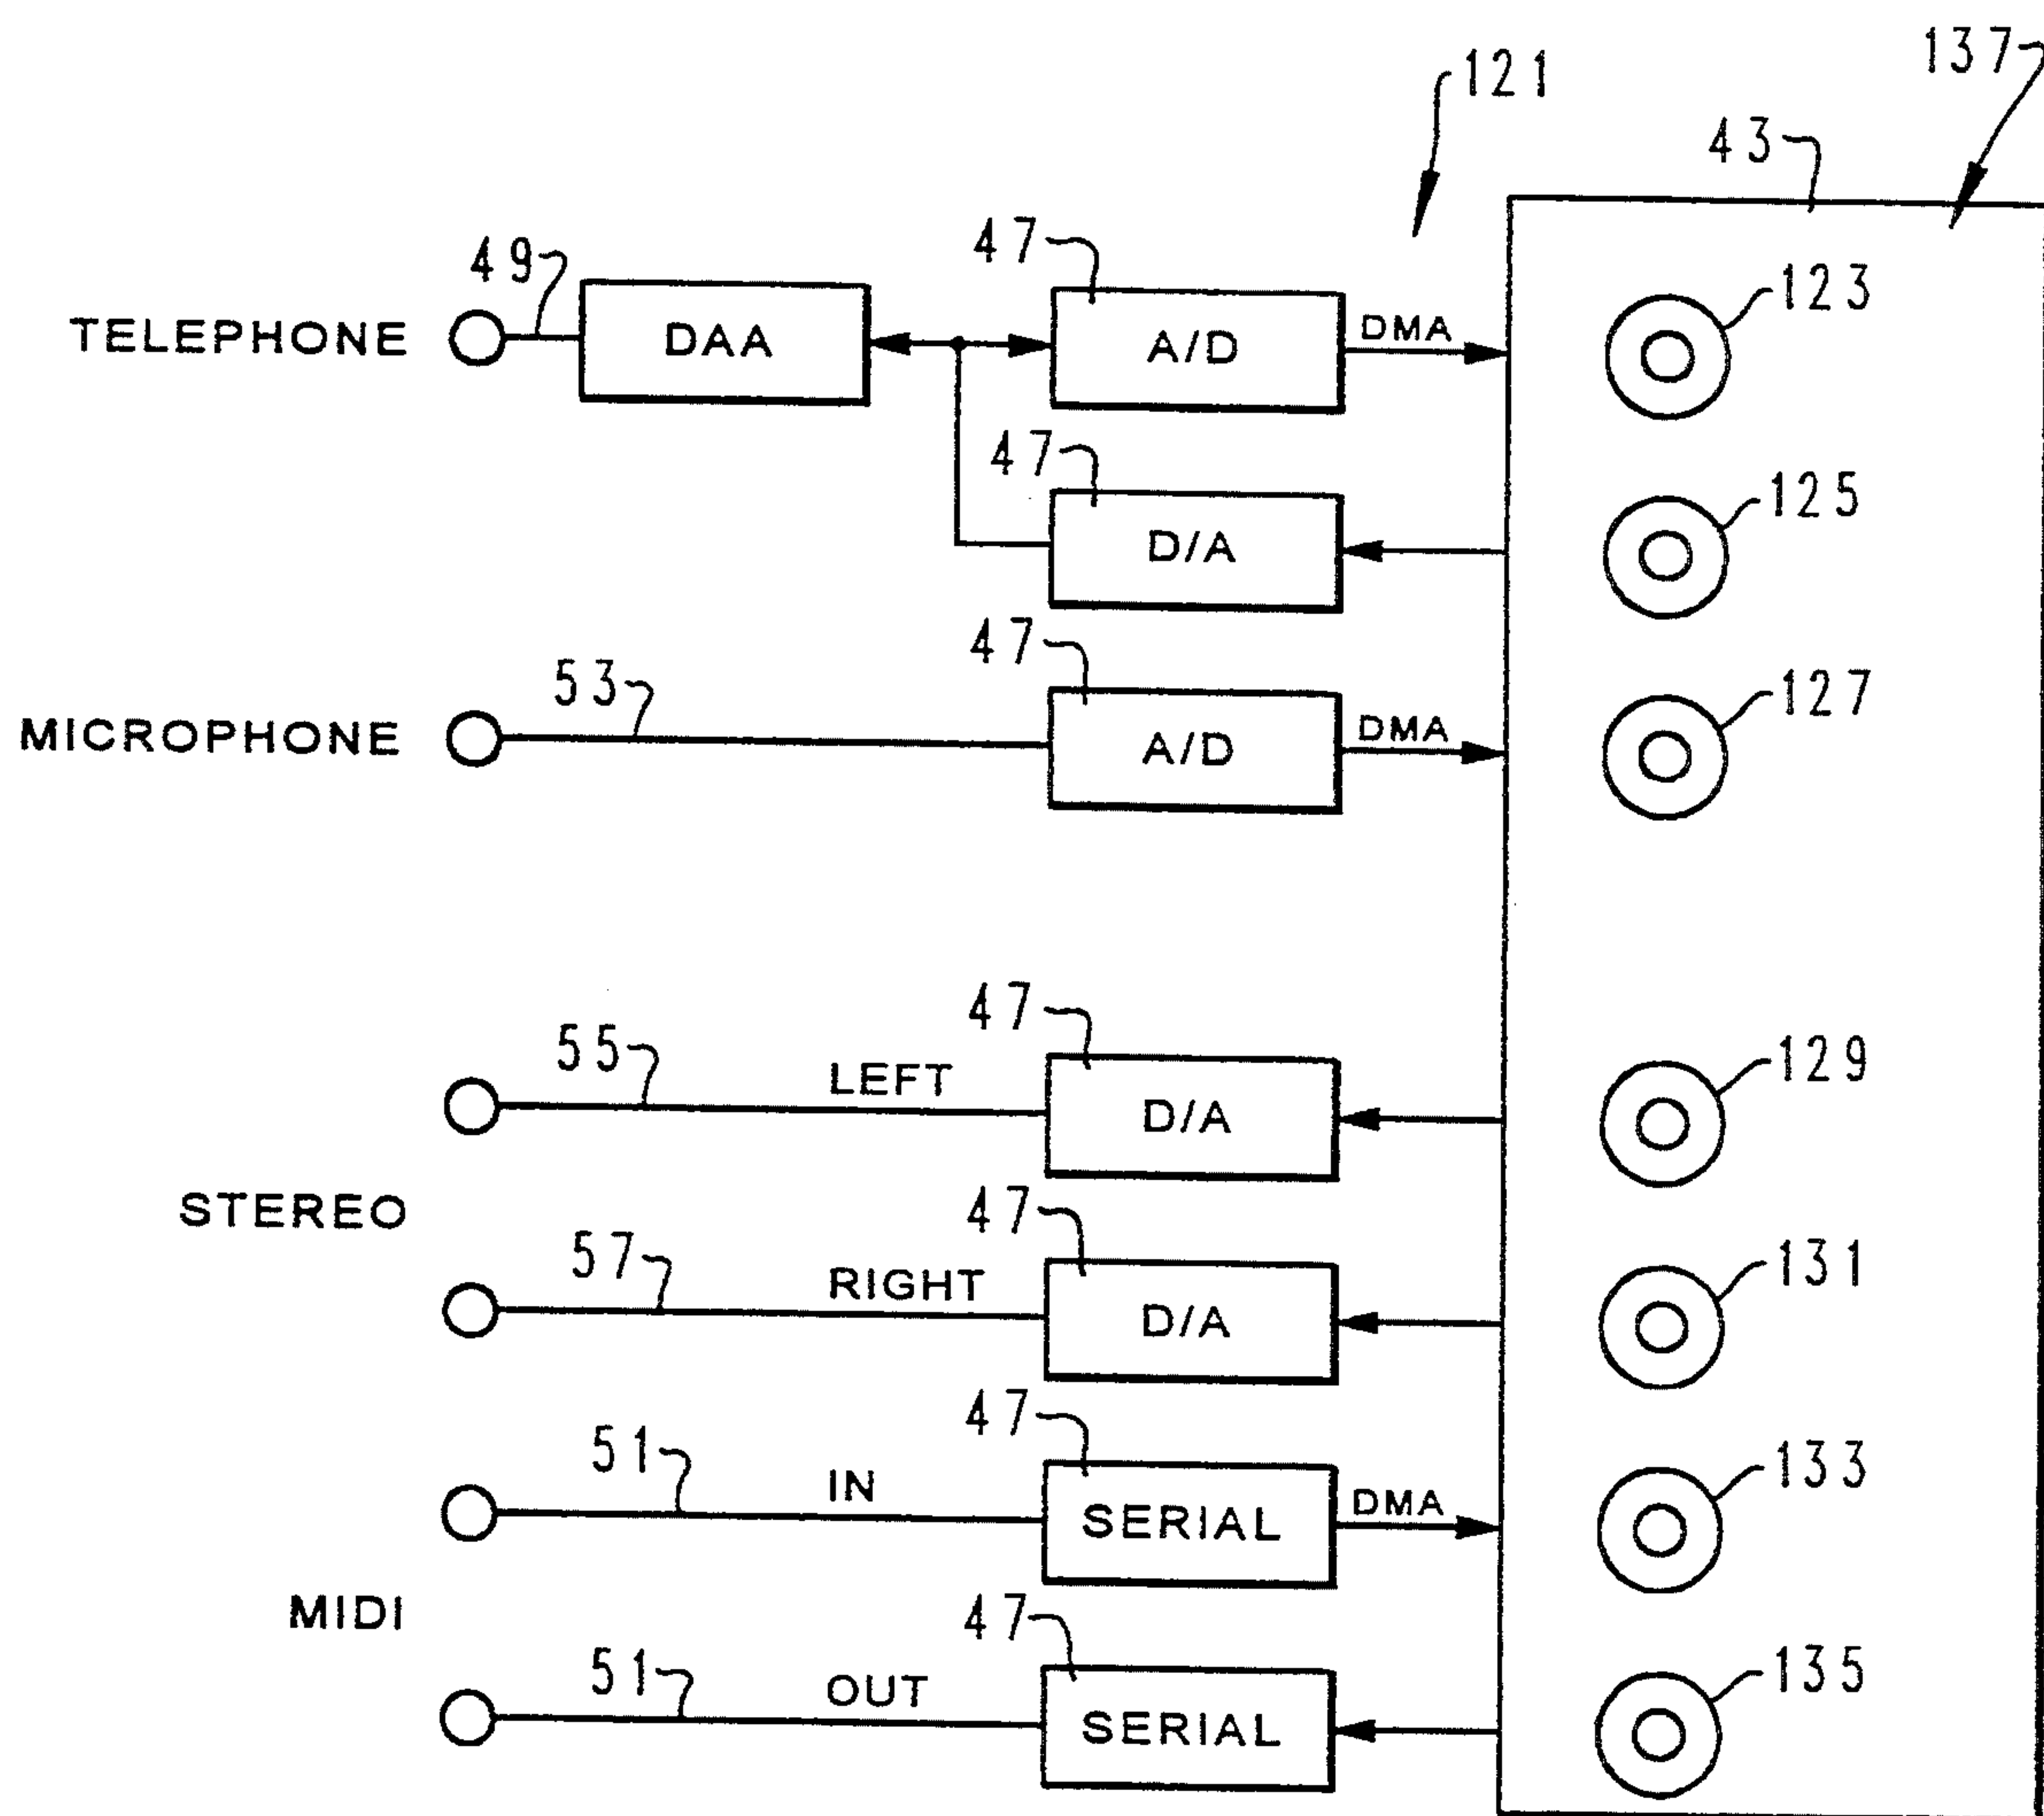 121
137
43
49
47
123
TELEPHONE
DAA
A/D
DMA
47
125
D/A
53
47
127
MICROPHONE
A/D
DMA
55
LEFT
47
129
D/A
STEREO
57
RIGHT
47
131
D/A
51
IN
47
133
SERIAL
DMA
MIDI
51
OUT
47
135
SERIAL